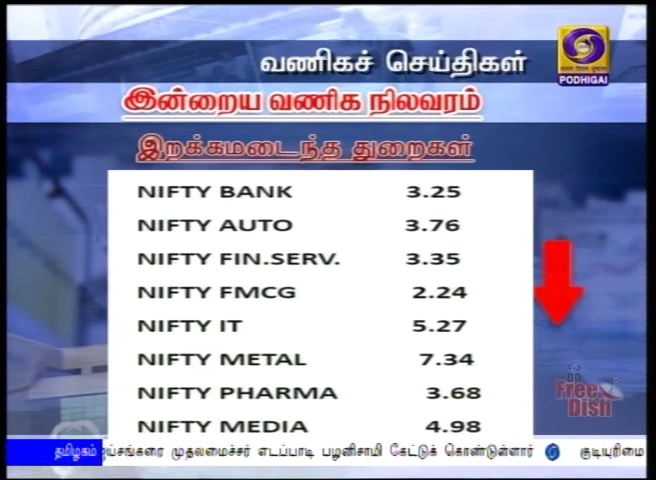 வணிகச் செய்திகள்
PODHIGAI
இன்றைய வணிக நிலவரம்
இறக்கமடைந்த துறைகள்
NIFTY BANK 3.25
NIFTY AUTO 3.76
NIFTY FIN.SERV. 3.35
NIFTY FMCG 2.24
NIFTY IT 5.27
NIFTY METAL 7.34
NIFTY PHARMA 3.68
NIFTY MEDIA 4.98
DD Free Dish
தமிழகம் முதலமைச்சர் எடப்பாடி பழனிசாமி கேட்டுக் கொண்டுள்ளார் குடியுரிமை